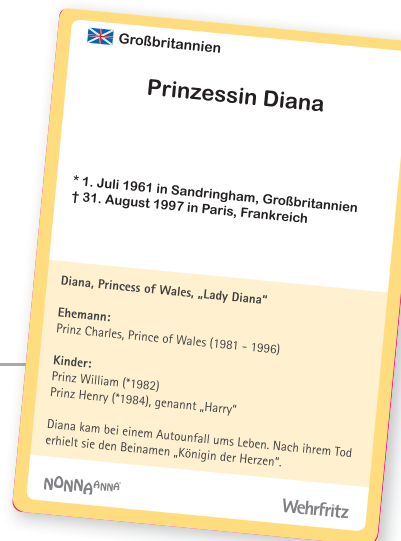 Großbritannien
Prinzessin Diana
* 1. Juli 1961 in Sandringham, Großbritannien
† 31. August 1997 in Paris, Frankreich
Diana, Princess of Wales, „Lady Diana“
Ehemann:
Prinz Charles, Prince of Wales (1981 - 1996)
Kinder:
Prinz William (*1982)
Prinz Henry (*1984), genannt „Harry“
Diana kam bei einem Autounfall ums Leben. Nach ihrem Tod
erhielt sie den Beinamen „Königin der Herzen“.
NONNA ANNA
Wehrfritz